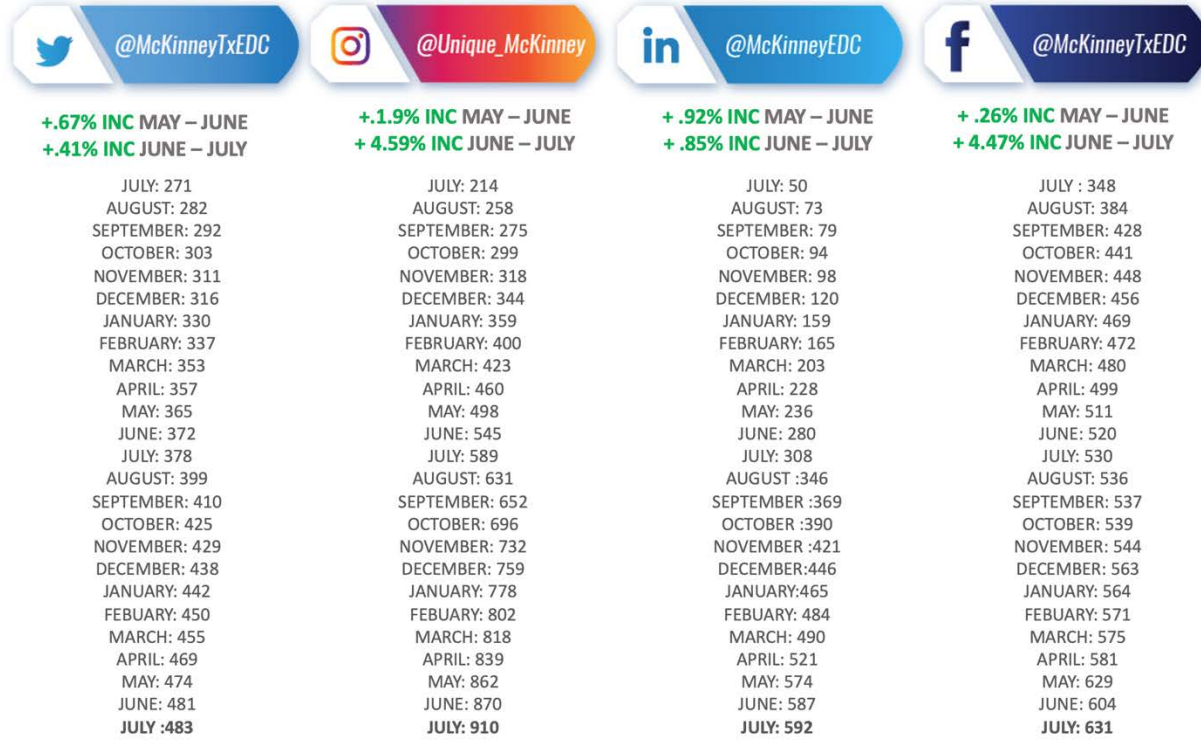 @McKinneyTxEDC
+.67% INC MAY – JUNE
+.41% INC JUNE – JULY
JULY: 271
AUGUST: 282
SEPTEMBER: 292
OCTOBER: 303
NOVEMBER: 311
DECEMBER: 316
JANUARY: 330
FEBRUARY: 337
MARCH: 353
APRIL: 357
MAY: 365
JUNE: 372
JULY: 378
AUGUST: 399
SEPTEMBER: 410
OCTOBER: 425
NOVEMBER: 429
DECEMBER: 438
JANUARY: 442
FEBUARY: 450
MARCH: 455
APRIL: 469
MAY: 474
JUNE: 481
JULY :483
@Unique_McKinney
+.1.9% INC MAY – JUNE
+ 4.59% INC JUNE – JULY
JULY: 214
AUGUST: 258
SEPTEMBER: 275
OCTOBER: 299
NOVEMBER: 318
DECEMBER: 344
JANUARY: 359
FEBRUARY: 400
MARCH: 423
APRIL: 460
MAY: 498
JUNE: 545
JULY: 589
AUGUST: 631
SEPTEMBER: 652
OCTOBER: 696
NOVEMBER: 732
DECEMBER: 759
JANUARY: 778
FEBUARY: 802
MARCH: 818
APRIL: 839
MAY: 862
JUNE: 870
JULY: 910
in
@McKinneyEDC
+ .92% INC MAY – JUNE
+ .85% INC JUNE – JULY
JULY: 50
AUGUST: 73
SEPTEMBER: 79
OCTOBER: 94
NOVEMBER: 98
DECEMBER: 120
JANUARY: 159
FEBRUARY: 165
MARCH: 203
APRIL: 228
MAY: 236
JUNE: 280
JULY: 308
AUGUST :346
SEPTEMBER :369
OCTOBER :390
NOVEMBER :421
DECEMBER:446
JANUARY:465
FEBUARY: 484
MARCH: 490
APRIL: 521
MAY: 574
JUNE: 587
JULY: 592
f
@McKinneyTxEDC
+ .26% INC MAY – JUNE
+ 4.47% INC JUNE – JULY
JULY : 348
AUGUST: 384
SEPTEMBER: 428
OCTOBER: 441
NOVEMBER: 448
DECEMBER: 456
JANUARY: 469
FEBRUARY: 472
MARCH: 480
APRIL: 499
MAY: 511
JUNE: 520
JULY: 530
AUGUST: 536
SEPTEMBER: 537
OCTOBER: 539
NOVEMBER: 544
DECEMBER: 563
JANUARY: 564
FEBUARY: 571
MARCH: 575
APRIL: 581
MAY: 629
JUNE: 604
JULY: 631